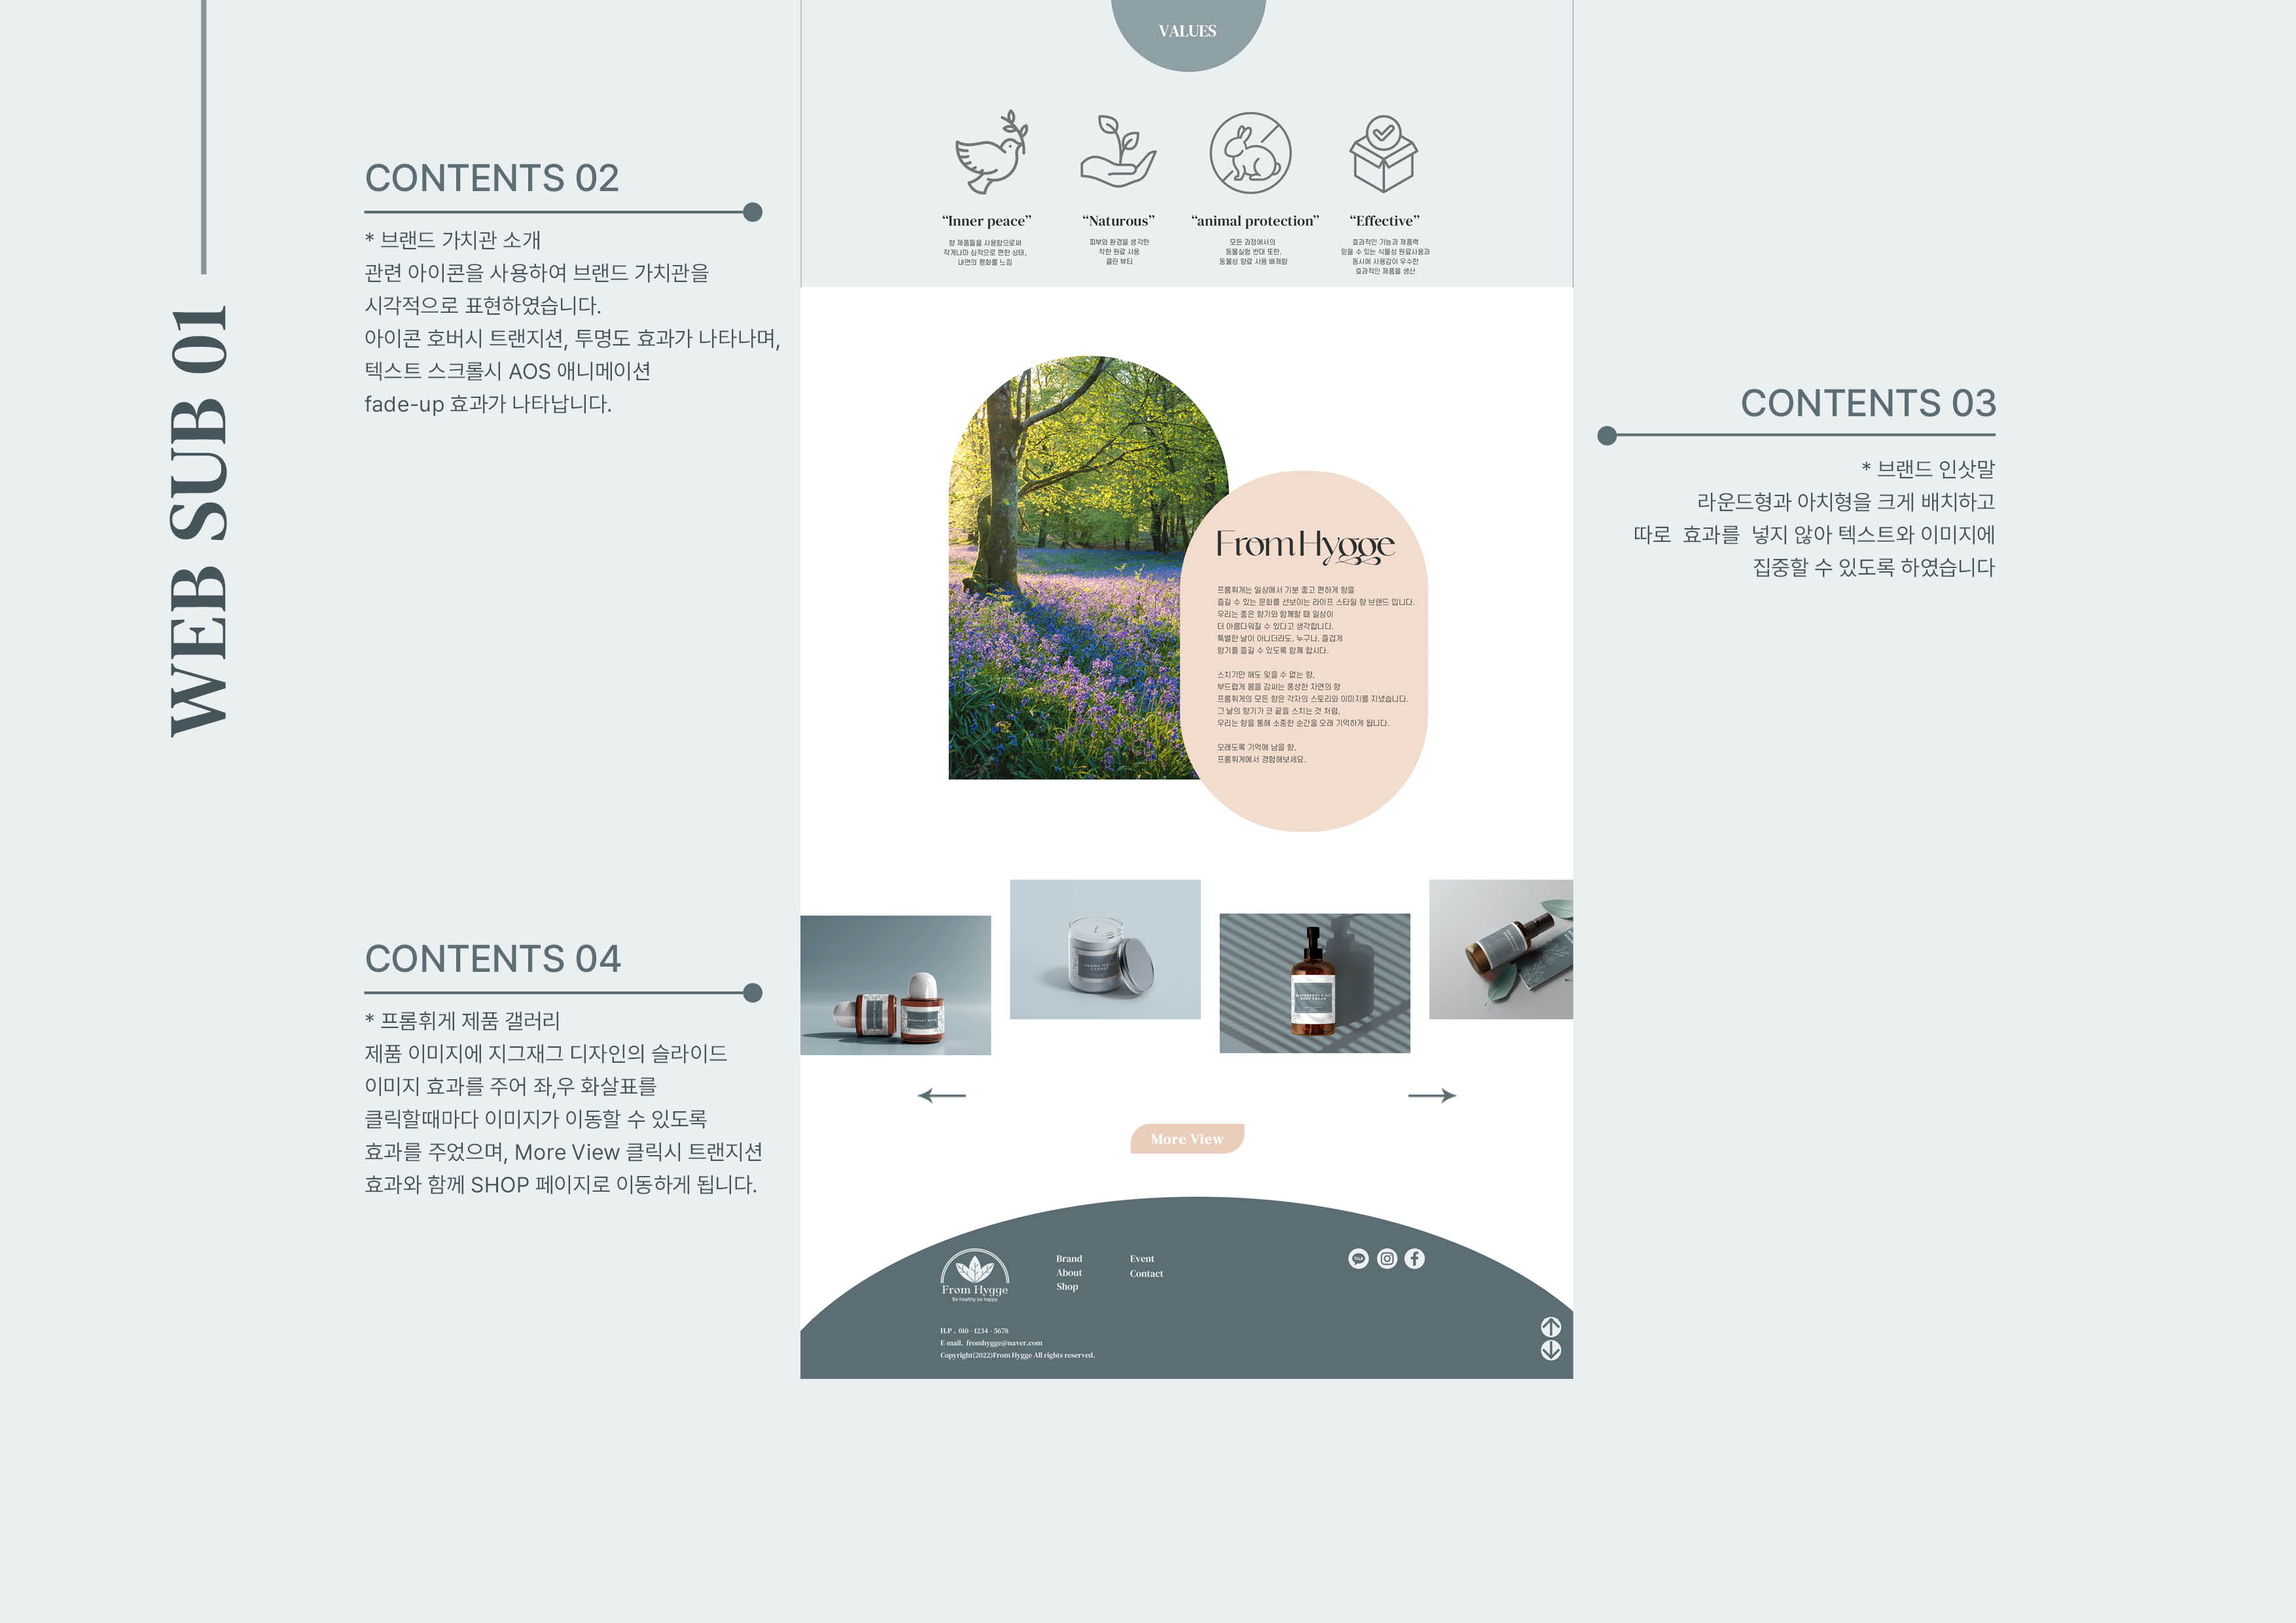 WEB SUB 01
CONTENTS 02
* 브랜드 가치관 소개
관련 아이콘을 사용하여 브랜드 가치관을
시각적으로 표현하였습니다.
아이콘 호버시 트랜지션, 투명도 효과가 나타나며,
텍스트 스크롤시 AOS 애니메이션
fade-up 효과가 나타납니다.
VALUES
“Inner peace”
향 제품들을 사용함으로써
작게나마 심적으로 편한 상태,
내면의 평화를 느낌
“Naturous”
피부와 환경을 생각한
착한 원료 사용
클린 뷰티
“animal protection”
모든 과정에서의
동물실험 반대 또한,
동물성 향료 사용 배제함
“Effective”
효과적인 기능과 제품력
믿을 수 있는 식물성 원료사용과
동시에 사용감이 우수한
효과적인 제품을 생산
CONTENTS 03
* 브랜드 인삿말
라운드형과 아치형을 크게 배치하고
따로 효과를 넣지 않아 텍스트와 이미지에
집중할 수 있도록 하였습니다
From Hygge
프롬휘게는 일상에서 기분 좋고 편하게 향을
즐길 수 있는 문화를 선보이는 라이프 스타일 향 브랜드 입니다.
우리는 좋은 향기와 함께할 때 일상이
더 아름다워질 수 있다고 생각합니다.
특별한 날이 아니더라도, 누구나, 즐겁게
향기를 즐길 수 있도록 함께 합시다.
스치기만 해도 잊을 수 없는 향,
부드럽게 몸을 감싸는 풍성한 자연의 향
프롬휘게의 모든 향은 각자의 스토리와 이미지를 지녔습니다.
그 날의 향기가 코 끝을 스치는 것 처럼,
우리는 향을 통해 소중한 순간을 오래 기억하게 됩니다.
오래도록 기억에 남을 향,
프롬휘게에서 경험해보세요.
CONTENTS 04
* 프롬휘게 제품 갤러리
제품 이미지에 지그재그 디자인의 슬라이드
이미지 효과를 주어 좌,우 화살표를
클릭할때마다 이미지가 이동할 수 있도록
효과를 주었으며, More View 클릭시 트랜지션
효과와 함께 SHOP 페이지로 이동하게 됩니다.
More View
From Hygge
Be healthy be happy
Brand
About
Shop
Event
Contact
TALK
H.P . 010 - 1234 - 5678
E-mail. fromhygge@naver.com
Copyright(2022)From Hygge All rights reserved.